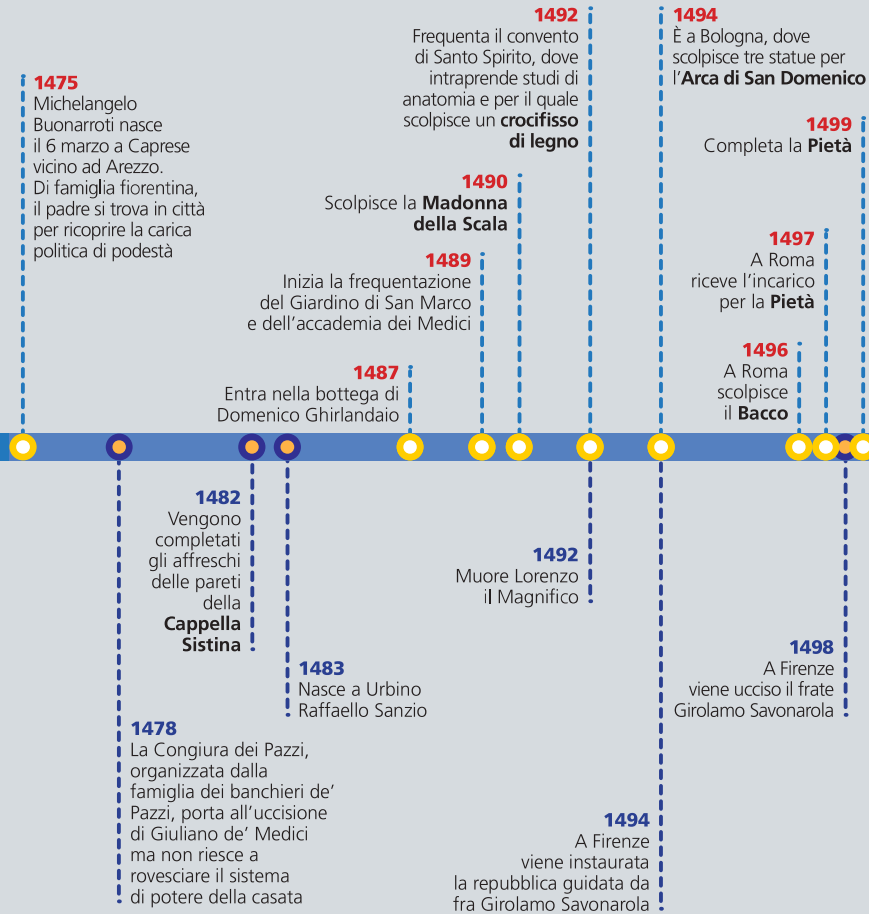 1475
Michelangelo
Buonarroti nasce
il 6 marzo a Caprese
vicino ad Arezzo.
Di famiglia fiorentina,
il padre si trova in città
per ricoprire la carica
politica di podestà
1487
Entra nella bottega di
Domenico Ghirlandaio
1489
Inizia la frequentazione
del Giardino di San Marco
e dell'accademia dei Medici
1490
Scolpisce la Madonna
della Scala
1492
Frequenta il convento
di Santo Spirito, dove
intraprende studi di
anatomia e per il quale
scolpisce un crocifisso
di legno
1494
È a Bologna, dove
scolpisce tre statue per
l'Arca di San Domenico
1496
A Roma
scolpisce
il Bacco
1497
A Roma
riceve l'incarico
per la Pietà
1499
Completa la Pietà
1478
La Congiura dei Pazzi,
organizzata dalla
famiglia dei banchieri de'
Pazzi, porta all'uccisione
di Giuliano de' Medici
ma non riesce a
rovesciare il sistema
di potere della casata
1482
Vengono
completati
gli affreschi
delle pareti
della
Cappella
Sistina
1483
Nasce a Urbino
Raffaello Sanzio
1492
Muore Lorenzo
il Magnifico
1494
A Firenze
viene instaurata
la repubblica guidata da
fra Girolamo Savonarola
1498
A Firenze
viene ucciso il frate
Girolamo Savonarola